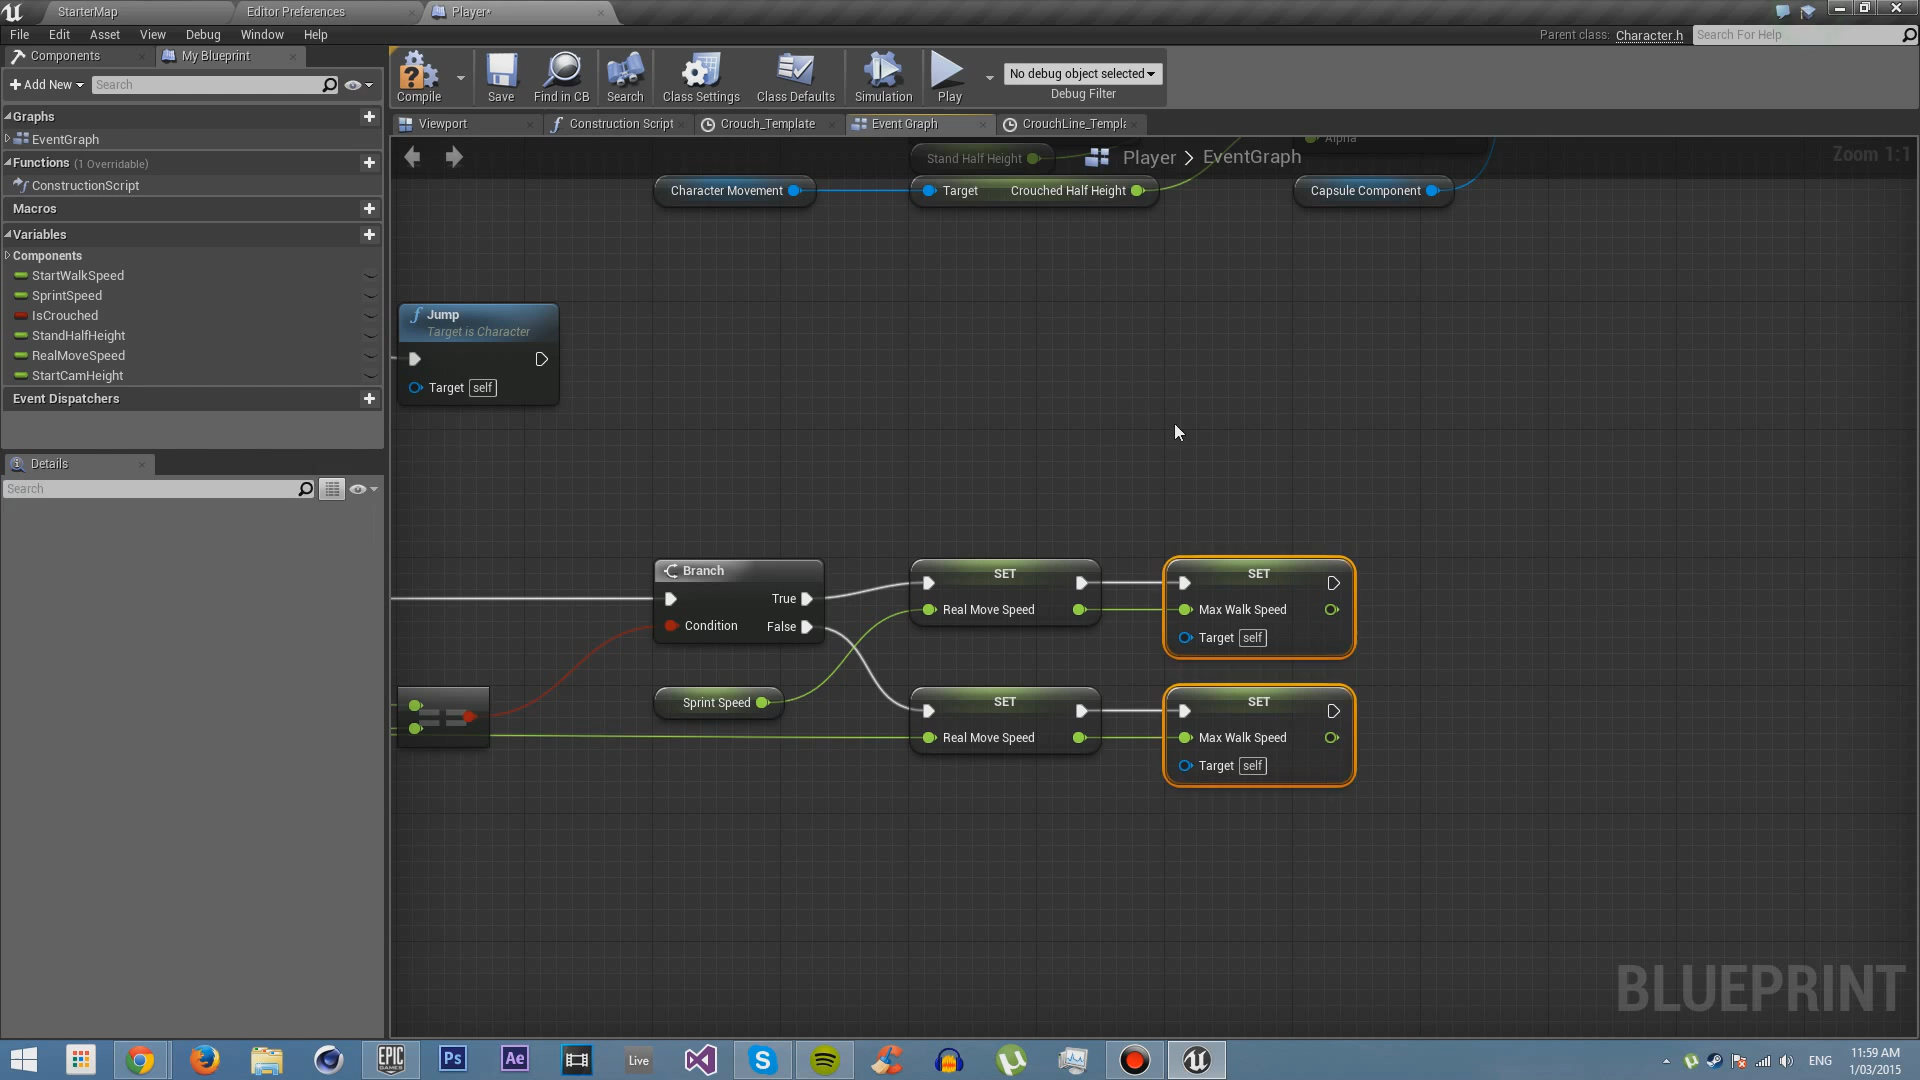 StarterMap
Editor Preferences
Player*
File Edit Asset View Debug Window Help
Parent class: Character.h
Search For Help
Components
My Blueprint
Add New
Search
Compile
Save
Find in CB
Search
Class Settings
Class Defaults
Simulation
Play
No debug object selected
Debug Filter
Viewport
Construction Script
Crouch_Template
Event Graph
CrouchLine_Templa
Graphs
EventGraph
Functions (1 Overridable)
ConstructionScript
Macros
Variables
Components
StartWalkSpeed
SprintSpeed
IsCrouched
StandHalfHeight
RealMoveSpeed
StartCamHeight
Event Dispatchers
Details
Search
Player > EventGraph
Zoom 1:1
Alpha
Stand Half Height
Character Movement
Target Crouched Half Height
Capsule Component
Jump
Target is Character
Target self
Branch
True
Condition False
SET
Real Move Speed
SET
Max Walk Speed
Target self
Sprint Speed
==
SET
Real Move Speed
SET
Max Walk Speed
Target self
BLUEPRINT
EPIC GAMES
Ps
Ae
Live
ENG
11:59 AM
1/03/2015